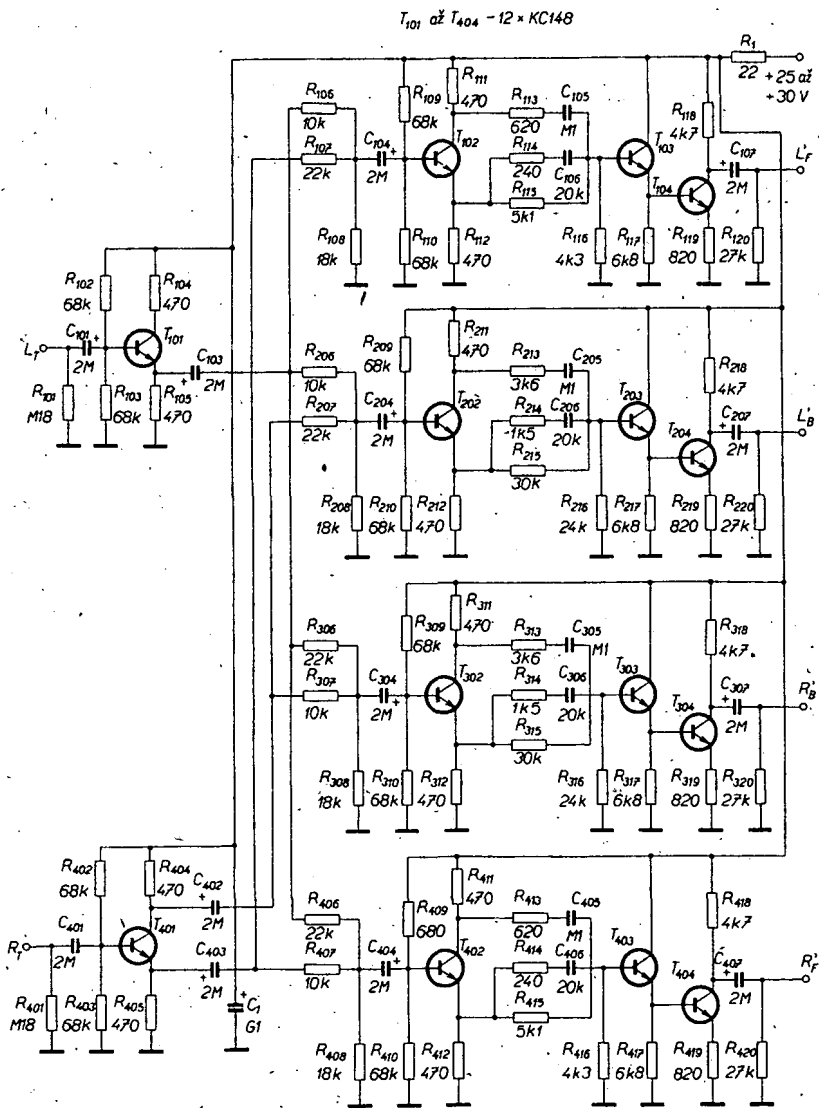 T101 až T404 - 12 × KC148
R1
22
+25 až
+30 V
R106
10k
R107
22k
C104
+
2M
R108
18k
R109
68k
R110
68k
R111
470
T102
R112
470
R113
620
C105
M1
R114
240
C106
20k
R115
5k1
R116
4k3
T103
R117
6k8
R118
4k7
T104
R119
820
+
C107
2M
R120
27k
L'F
R102
68k
R104
470
LT
C101
+
2M
T101
R101
M18
R103
68k
R105
470
+
C103
2M
R206
10k
R207
22k
C204
+
2M
R208
18k
R209
68k
R210
68k
R211
470
T202
R212
470
R213
3k6
C205
M1
R214
1k5
C206
20k
R215
30k
R216
24k
T203
R217
6k8
R218
4k7
T204
R219
820
+
C207
2M
R220
27k
L'B
R306
22k
R307
10k
C304
2M
+
R308
18k
R309
68k
R310
68k
R311
470
T302
R312
470
R313
3k6
C305
M1
R314
1k5
C306
20k
R315
30k
R316
24k
T303
R317
6k8
R318
4k7
T304
R319
820
+
C307
2M
R320
27k
R'B
R402
68k
R404
470
+
C402
2M
RT
C401
+
2M
T401
C403
+
2M
R401
M18
R403
68k
R405
470
+
C1
G1
R406
22k
R407
10k
C404
2M
+
R408
18k
R409
680
R410
68k
R411
470
T402
R412
470
R413
620
C405
M1
R414
240
C406
20k
R415
5k1
R416
4k3
T403
R417
6k8
R418
4k7
T404
R419
820
C407
+
2M
R420
27k
R'F